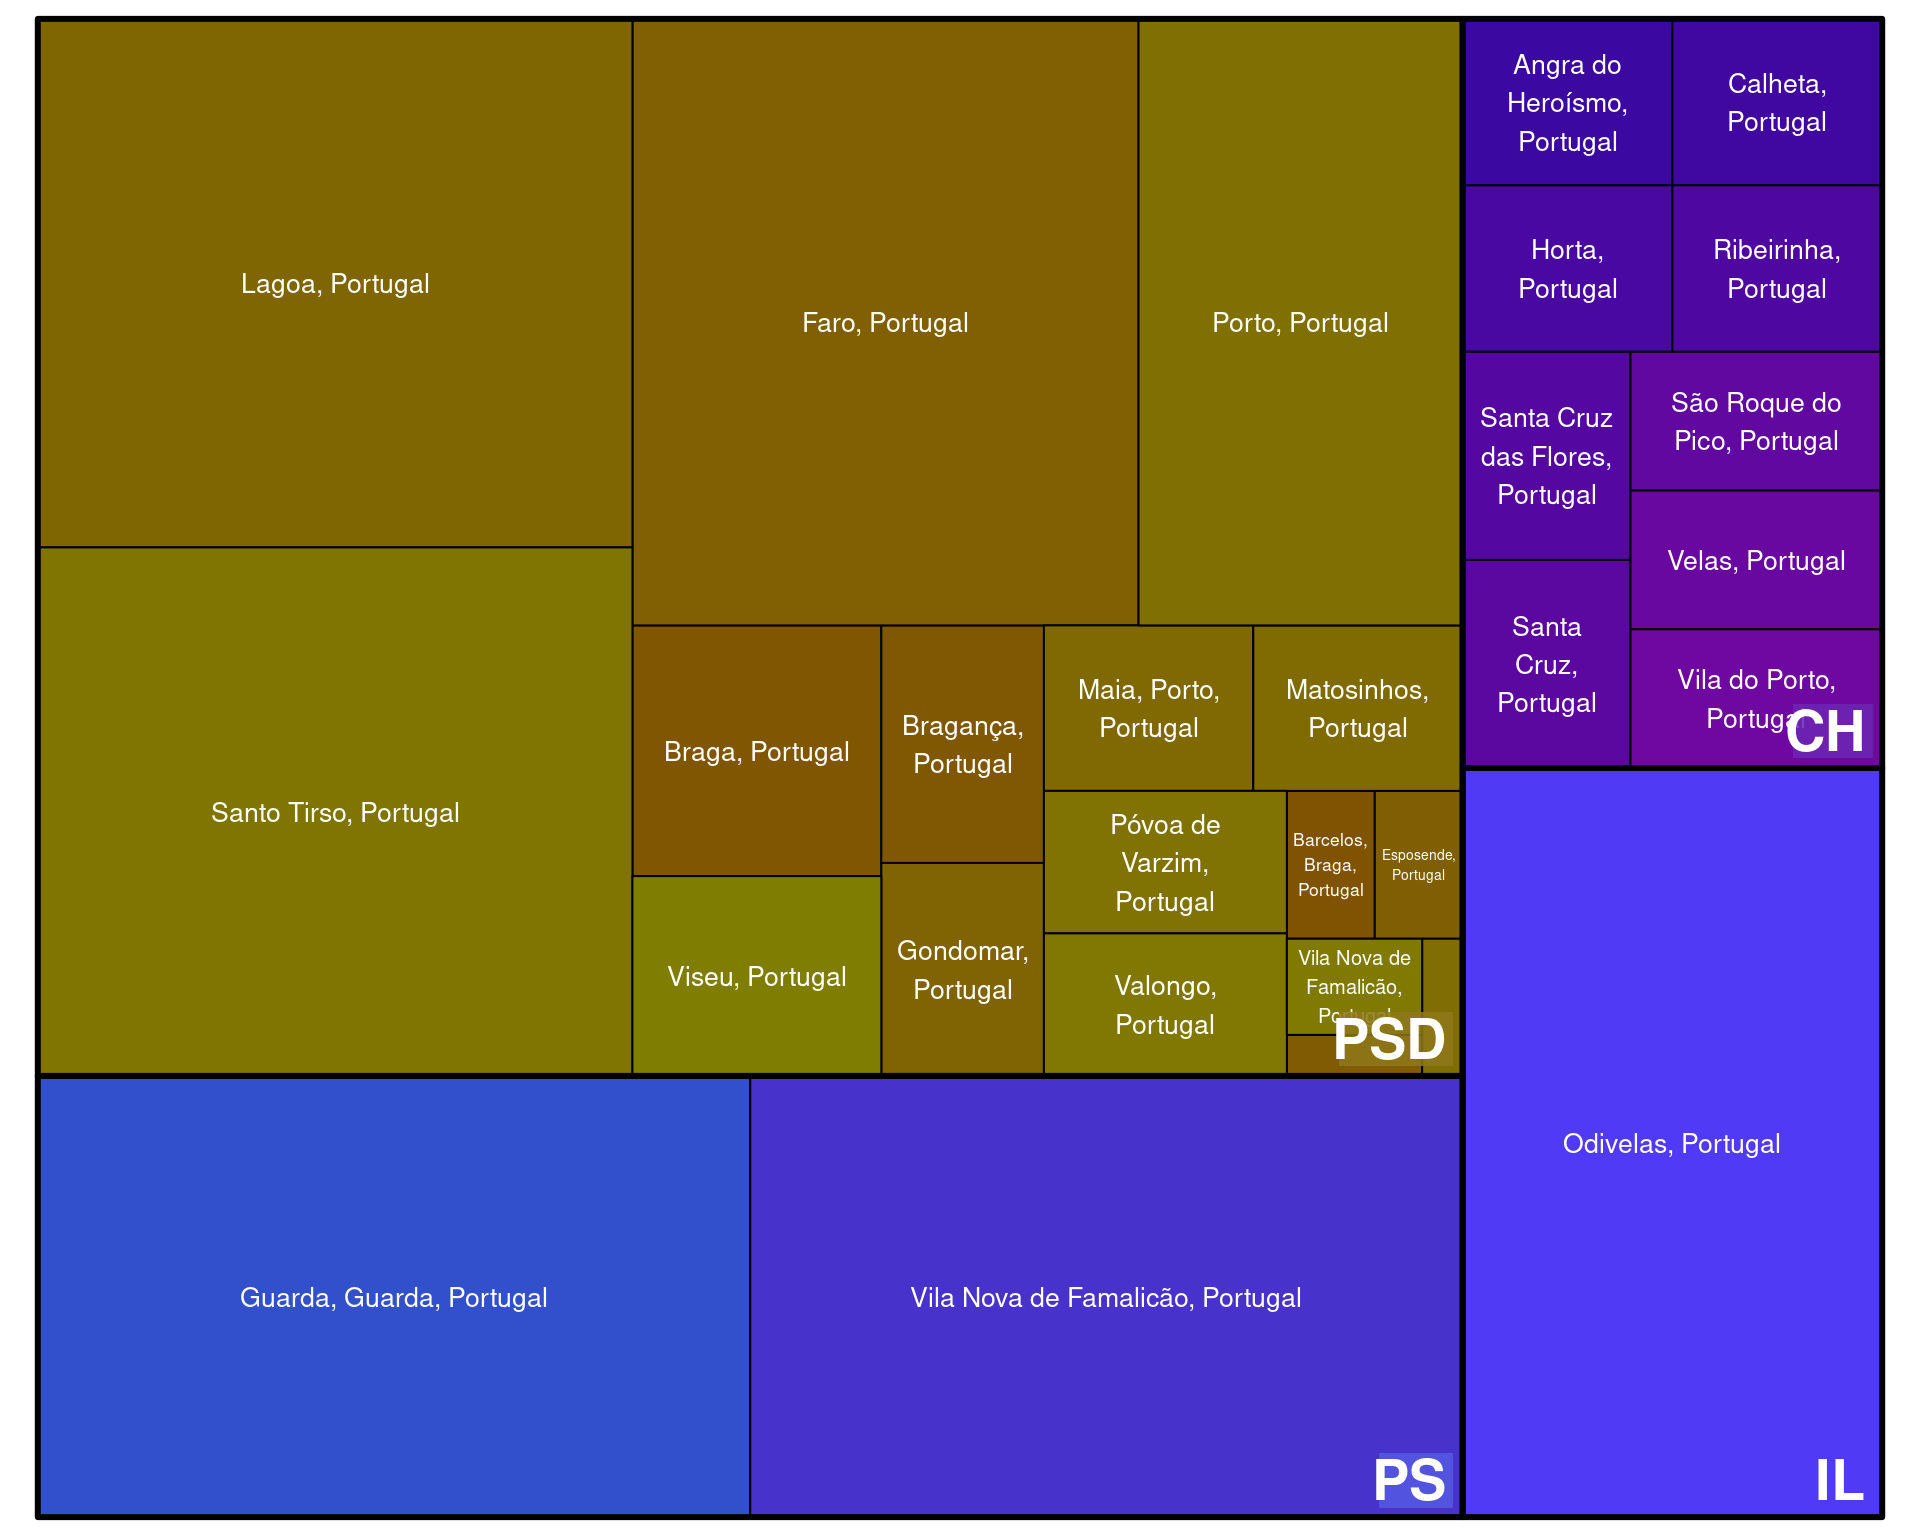 Lagoa, Portugal
Faro, Portugal
Porto, Portugal
Santo Tirso, Portugal
Braga, Portugal
Bragança,
Portugal
Maia, Porto,
Portugal
Matosinhos,
Portugal
Póvoa de
Varzim,
Portugal
Barcelos,
Braga,
Portugal
Esposende,
Portugal
Viseu, Portugal
Gondomar,
Portugal
Valongo,
Portugal
Vila Nova de
Famalicão,
Portugal
PSD
Angra do
Heroísmo,
Portugal
Calheta,
Portugal
Horta,
Portugal
Ribeirinha,
Portugal
Santa Cruz
das Flores,
Portugal
São Roque do
Pico, Portugal
Velas, Portugal
Santa
Cruz,
Portugal
Vila do Porto,
Portugal
CH
Guarda, Guarda, Portugal
Vila Nova de Famalicão, Portugal
PS
Odivelas, Portugal
IL